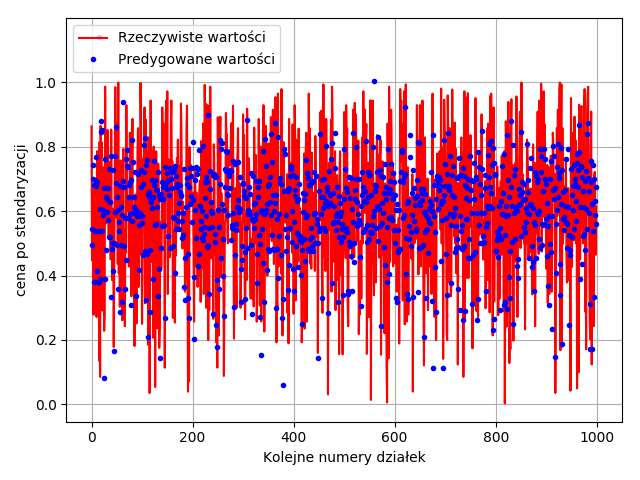 Rzeczywiste wartości
Predygowane wartości
1.0
0.8
0.6
0.4
0.2
0.0
cena po standaryzacji
0 200 400 600 800 1000
Kolejne numery działek